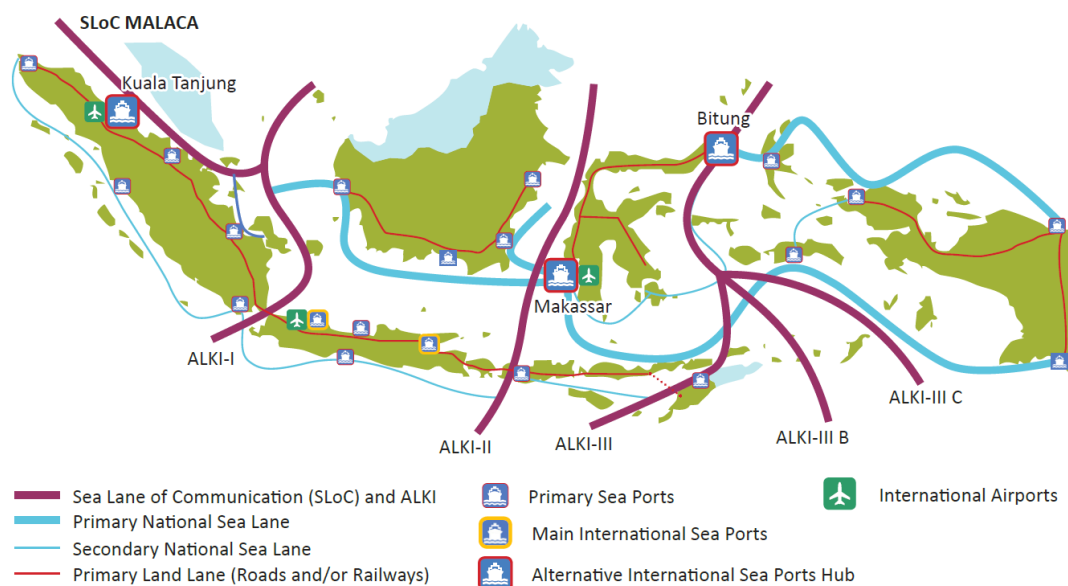 SLoC MALACA
Kuala Tanjung
Bitung
Makassar
ALKI-I
ALKI-II
ALKI-III
ALKI-III B
ALKI-III C
Sea Lane of Communication (SLoC) and ALKI
Primary National Sea Lane
Secondary National Sea Lane
Primary Land Lane (Roads and/or Railways)
Primary Sea Ports
Main International Sea Ports
Alternative International Sea Ports Hub
International Airports